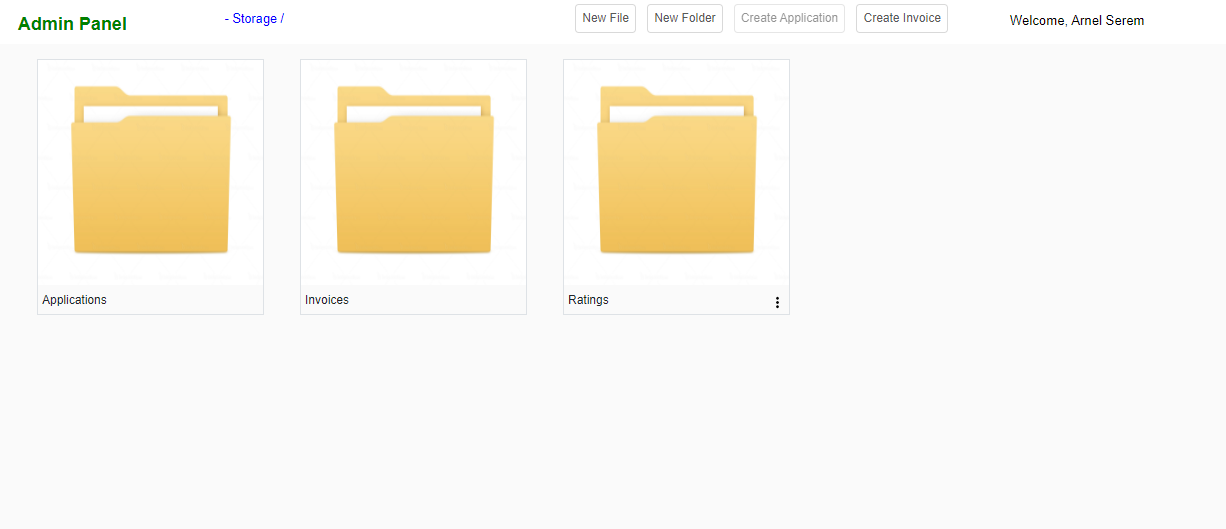 Admin Panel
- Storage /
New File
New Folder
Create Application
Create Invoice
Welcome, Arnel Serem
Applications
Invoices
Ratings